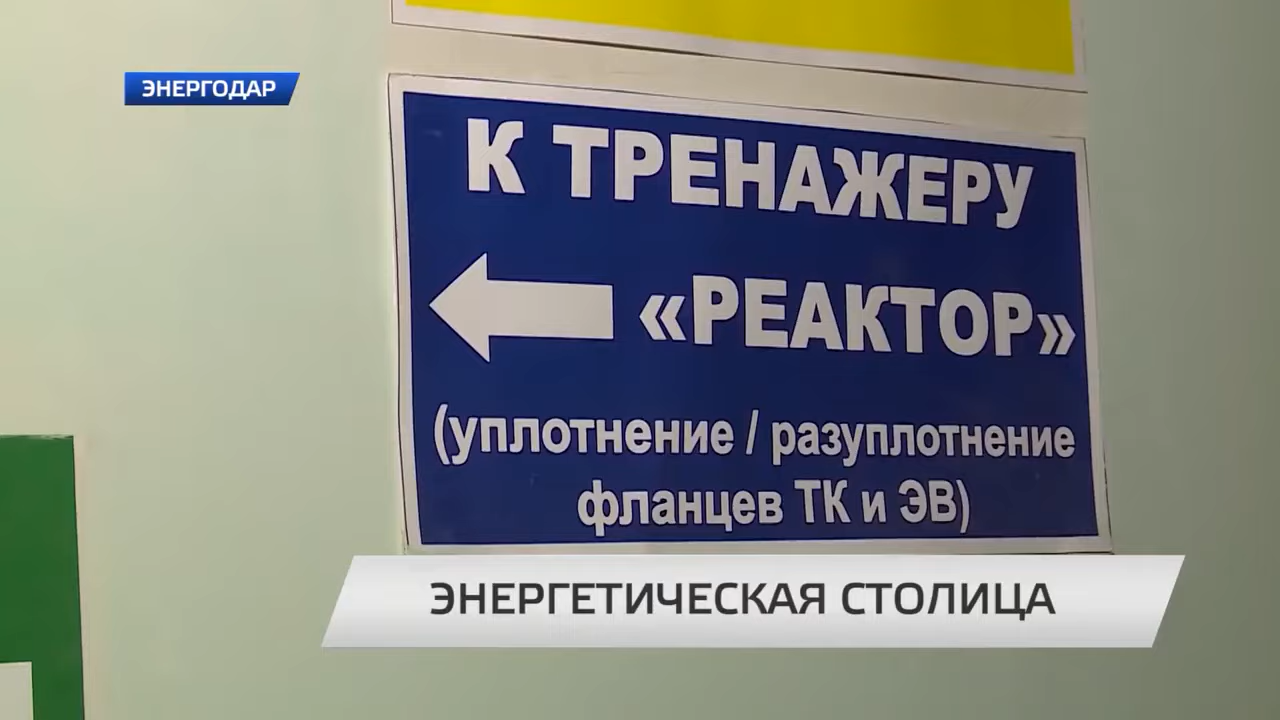 ЭНЕРГОДАР
К ТРЕНАЖЕРУ
«РЕАКТОР»
(уплотнение / разуплотнение
фланцев ТК и ЭВ)
ЭНЕРГЕТИЧЕСКАЯ СТОЛИЦА